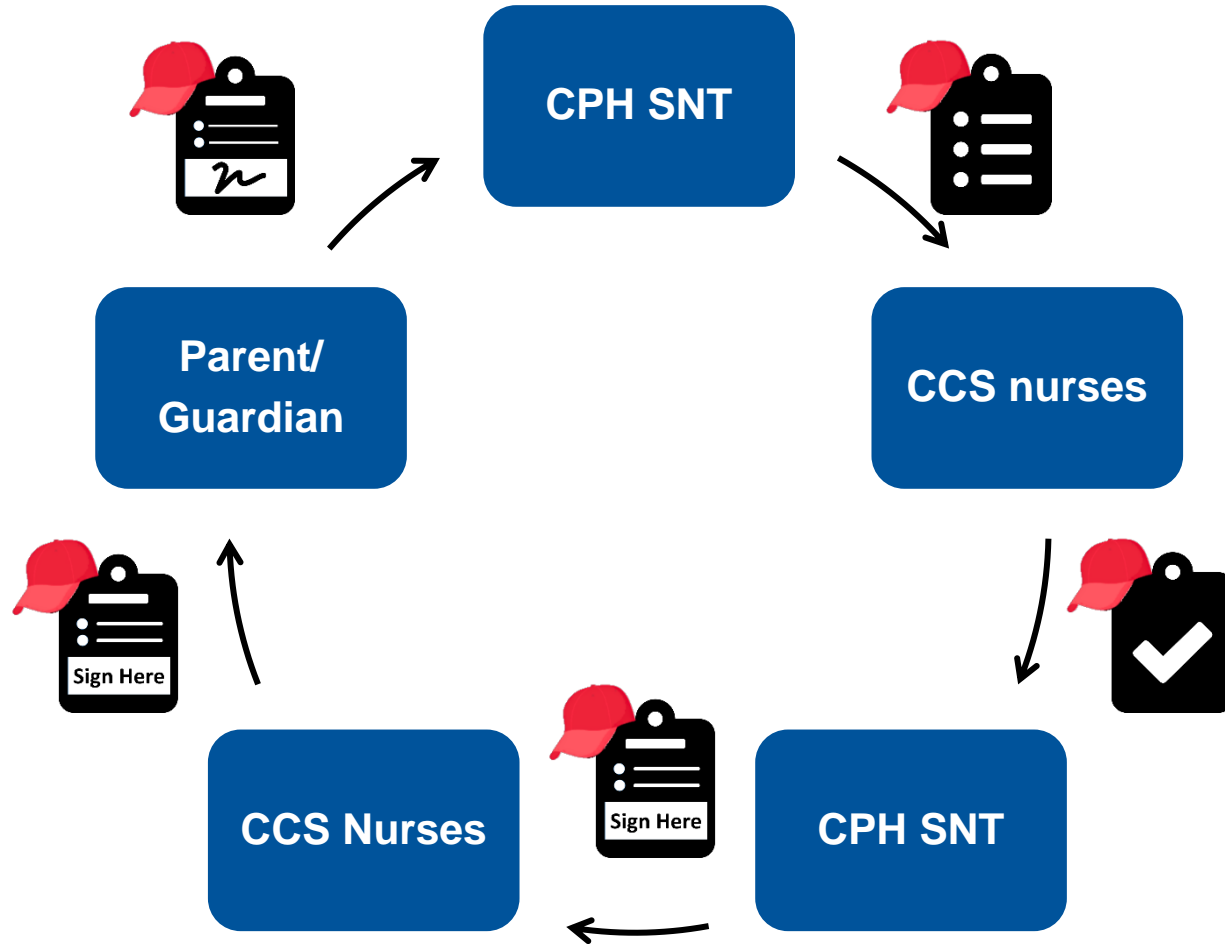 CPH SNT
Parent/
Guardian
CCS nurses
Sign Here
Sign Here
CCS Nurses
CPH SNT